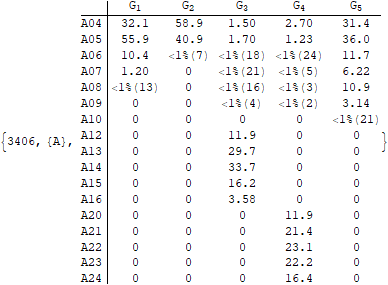 G1 G2 G3 G4 G5
A04 32.1 58.9 1.50 2.70 31.4
A05 55.9 40.9 1.70 1.23 36.0
A06 10.4 <1%(7) <1%(18) <1%(24) 11.7
A07 1.20 0 <1%(21) <1%(5) 6.22
A08 <1%(13) 0 <1%(16) <1%(3) 10.9
A09 0 0 <1%(4) <1%(2) 3.14
A10 0 0 0 0 <1%(21)
{3406, {A}, A12 0 0 11.9 0 0 }
A13 0 0 29.7 0 0
A14 0 0 33.7 0 0
A15 0 0 16.2 0 0
A16 0 0 3.58 0 0
A20 0 0 0 11.9 0
A21 0 0 0 21.4 0
A22 0 0 0 23.1 0
A23 0 0 0 22.2 0
A24 0 0 0 16.4 0